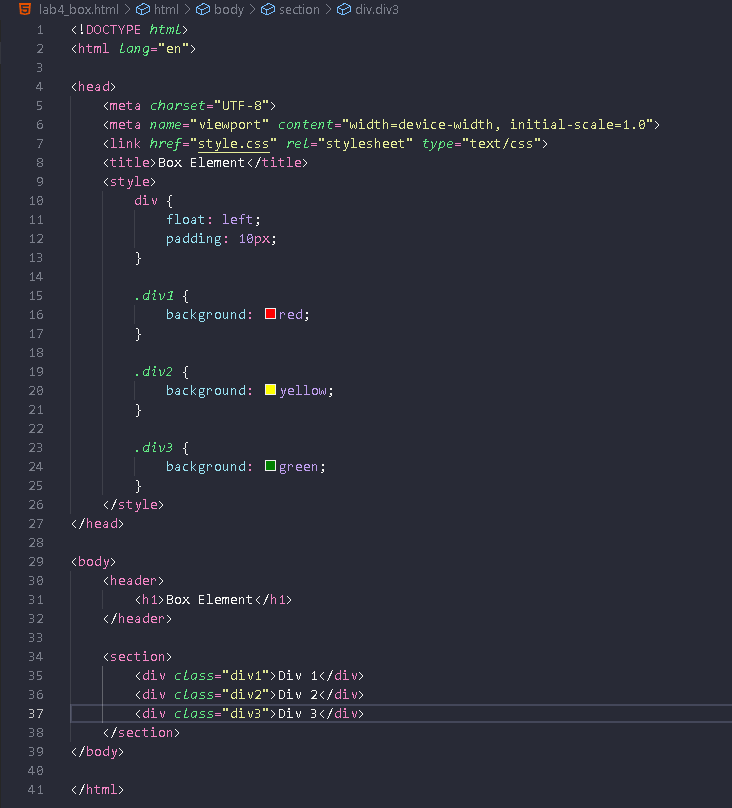 lab4_box.html > html > body > section > div.div3
1 <!DOCTYPE html>
2 <html lang="en">
3
4 <head>
5     <meta charset="UTF-8">
6     <meta name="viewport" content="width=device-width, initial-scale=1.0">
7     <link href="style.css" rel="stylesheet" type="text/css">
8     <title>Box Element</title>
9     <style>
10         div {
11             float: left;
12             padding: 10px;
13         }
14
15         .div1 {
16             background: red;
17         }
18
19         .div2 {
20             background: yellow;
21         }
22
23         .div3 {
24             background: green;
25         }
26     </style>
27 </head>
28
29 <body>
30     <header>
31         <h1>Box Element</h1>
32     </header>
33
34     <section>
35         <div class="div1">Div 1</div>
36         <div class="div2">Div 2</div>
37         <div class="div3">Div 3</div>
38     </section>
39 </body>
40
41 </html>